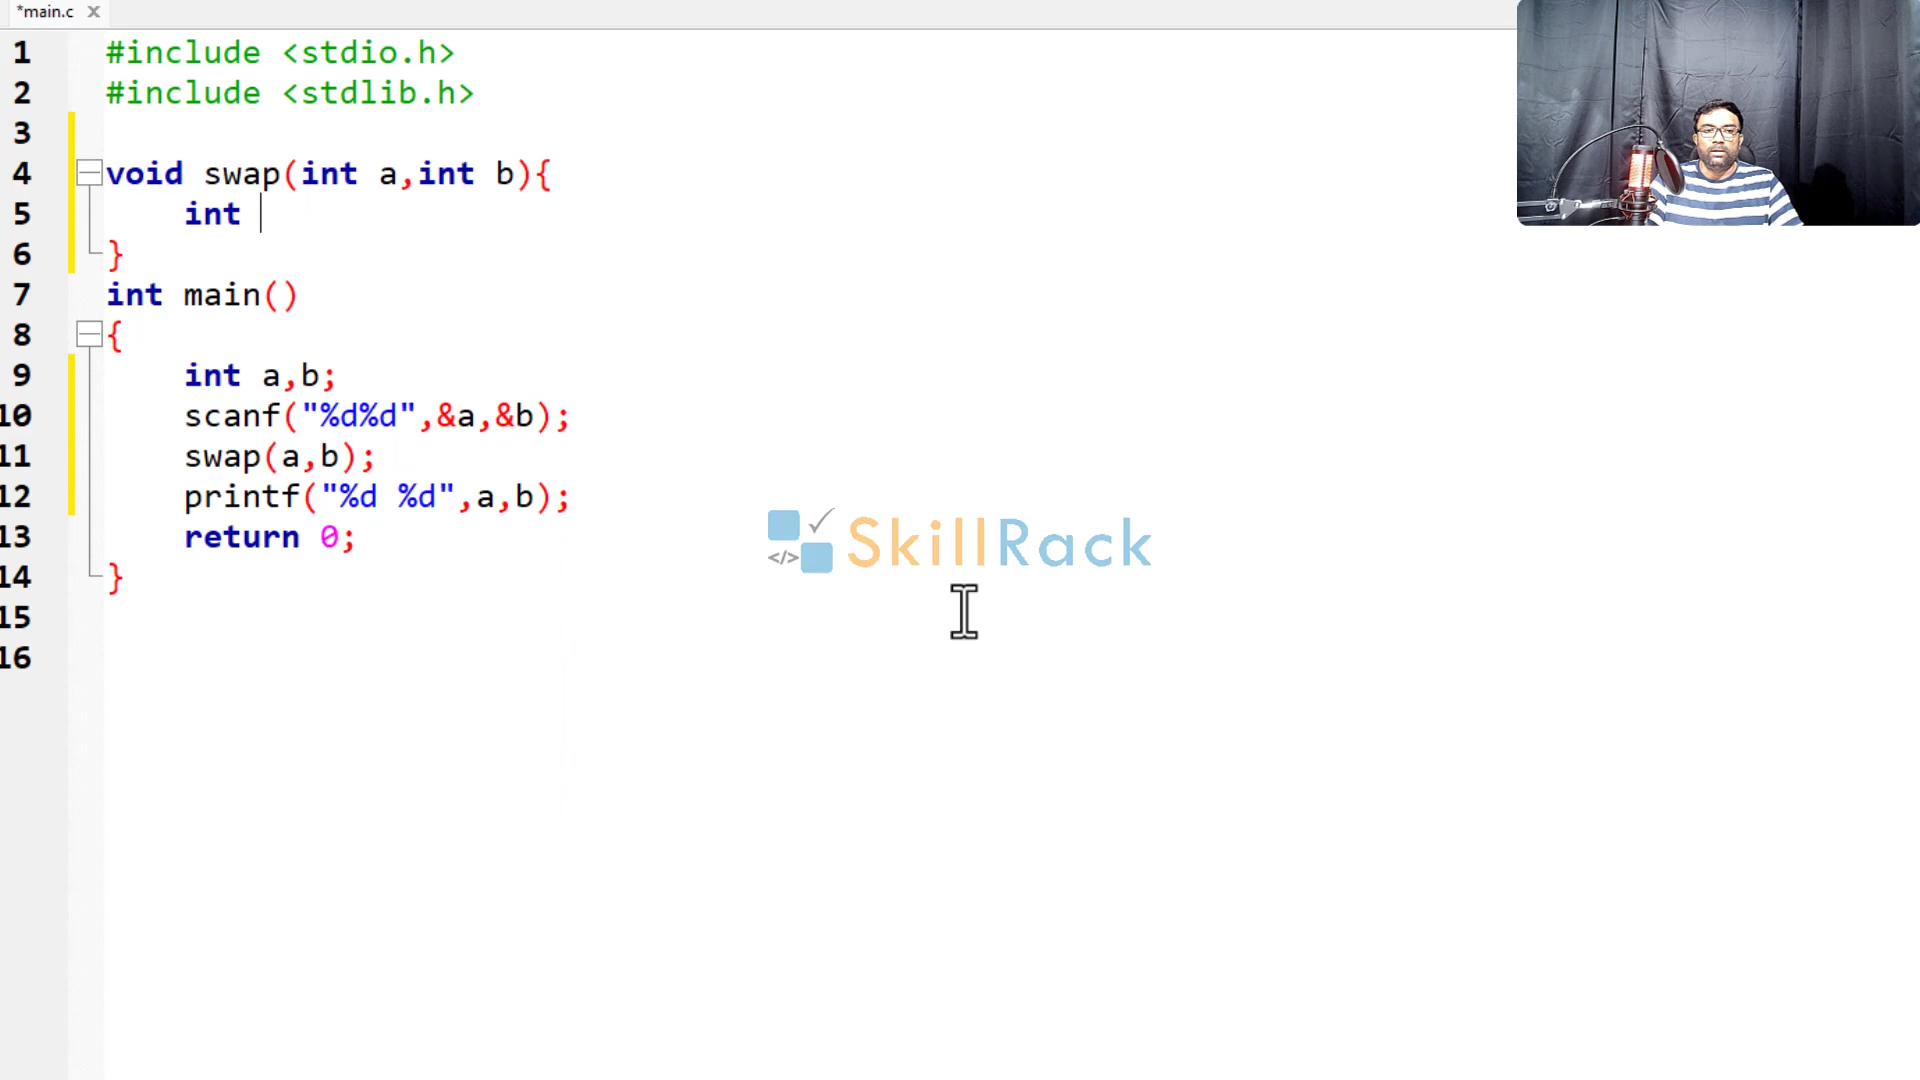 *main.c
1 #include <stdio.h>
2 #include <stdlib.h>
3
4 void swap(int a,int b){
5 int
6 }
7 int main()
8 {
9 int a,b;
10 scanf("%d%d",&a,&b);
11 swap(a,b);
12 printf("%d %d",a,b);
13 return 0;
14 }
15
16
</> SkillRack